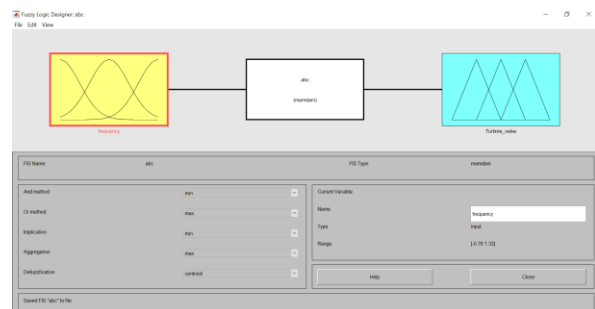 Fuzzy Logic Designer: abc
File Edit View
abc
(mamdani)
frequency
Turbine_valve
FIS Name: abc FIS Type: mamdani
And method min
Or method max
Implication min
Aggregation max
Defuzzification centroid
Current Variable
Name frequency
Type input
Range [-0.78 1.32]
Help Close
Saved FIS "abc" to file